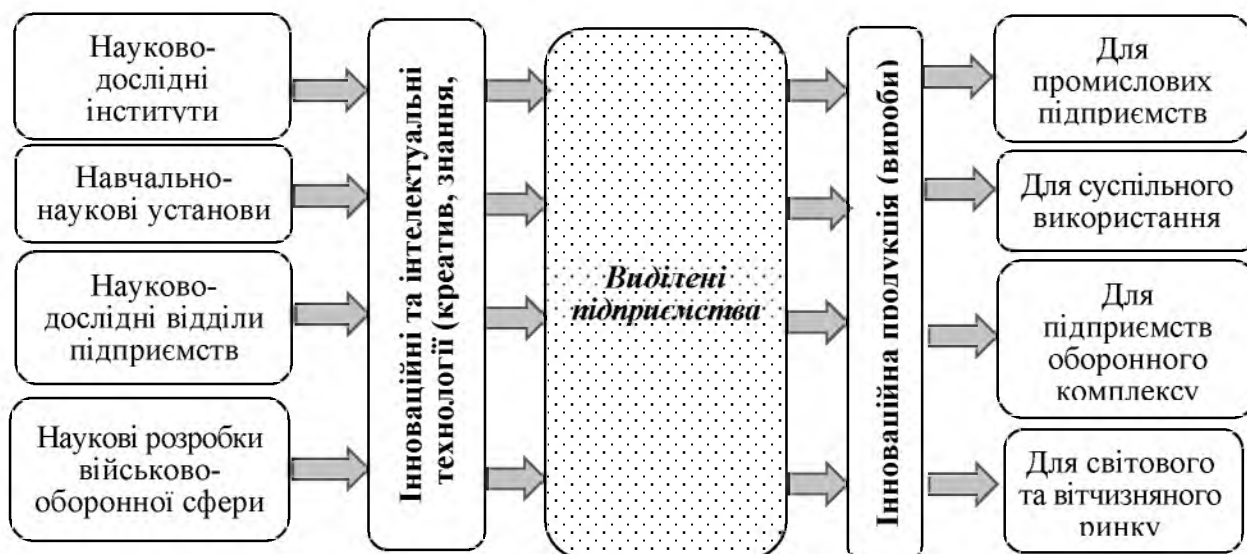 Науково-
дослідні
інститути
Навчально-
наукові установи
Науково-
дослідні відділи
підприємств
Наукові розробки
військово-
оборонної сфери
Інноваційні та інтелектуальні
технології (креатив, знання,
Виділені
підприємства
Інноваційна продукція (вироби)
Для
промислових
підприємств
Для суспільного
використання
Для
підприємств
оборонного
комплексу
Для світового
та вітчизняного
ринку